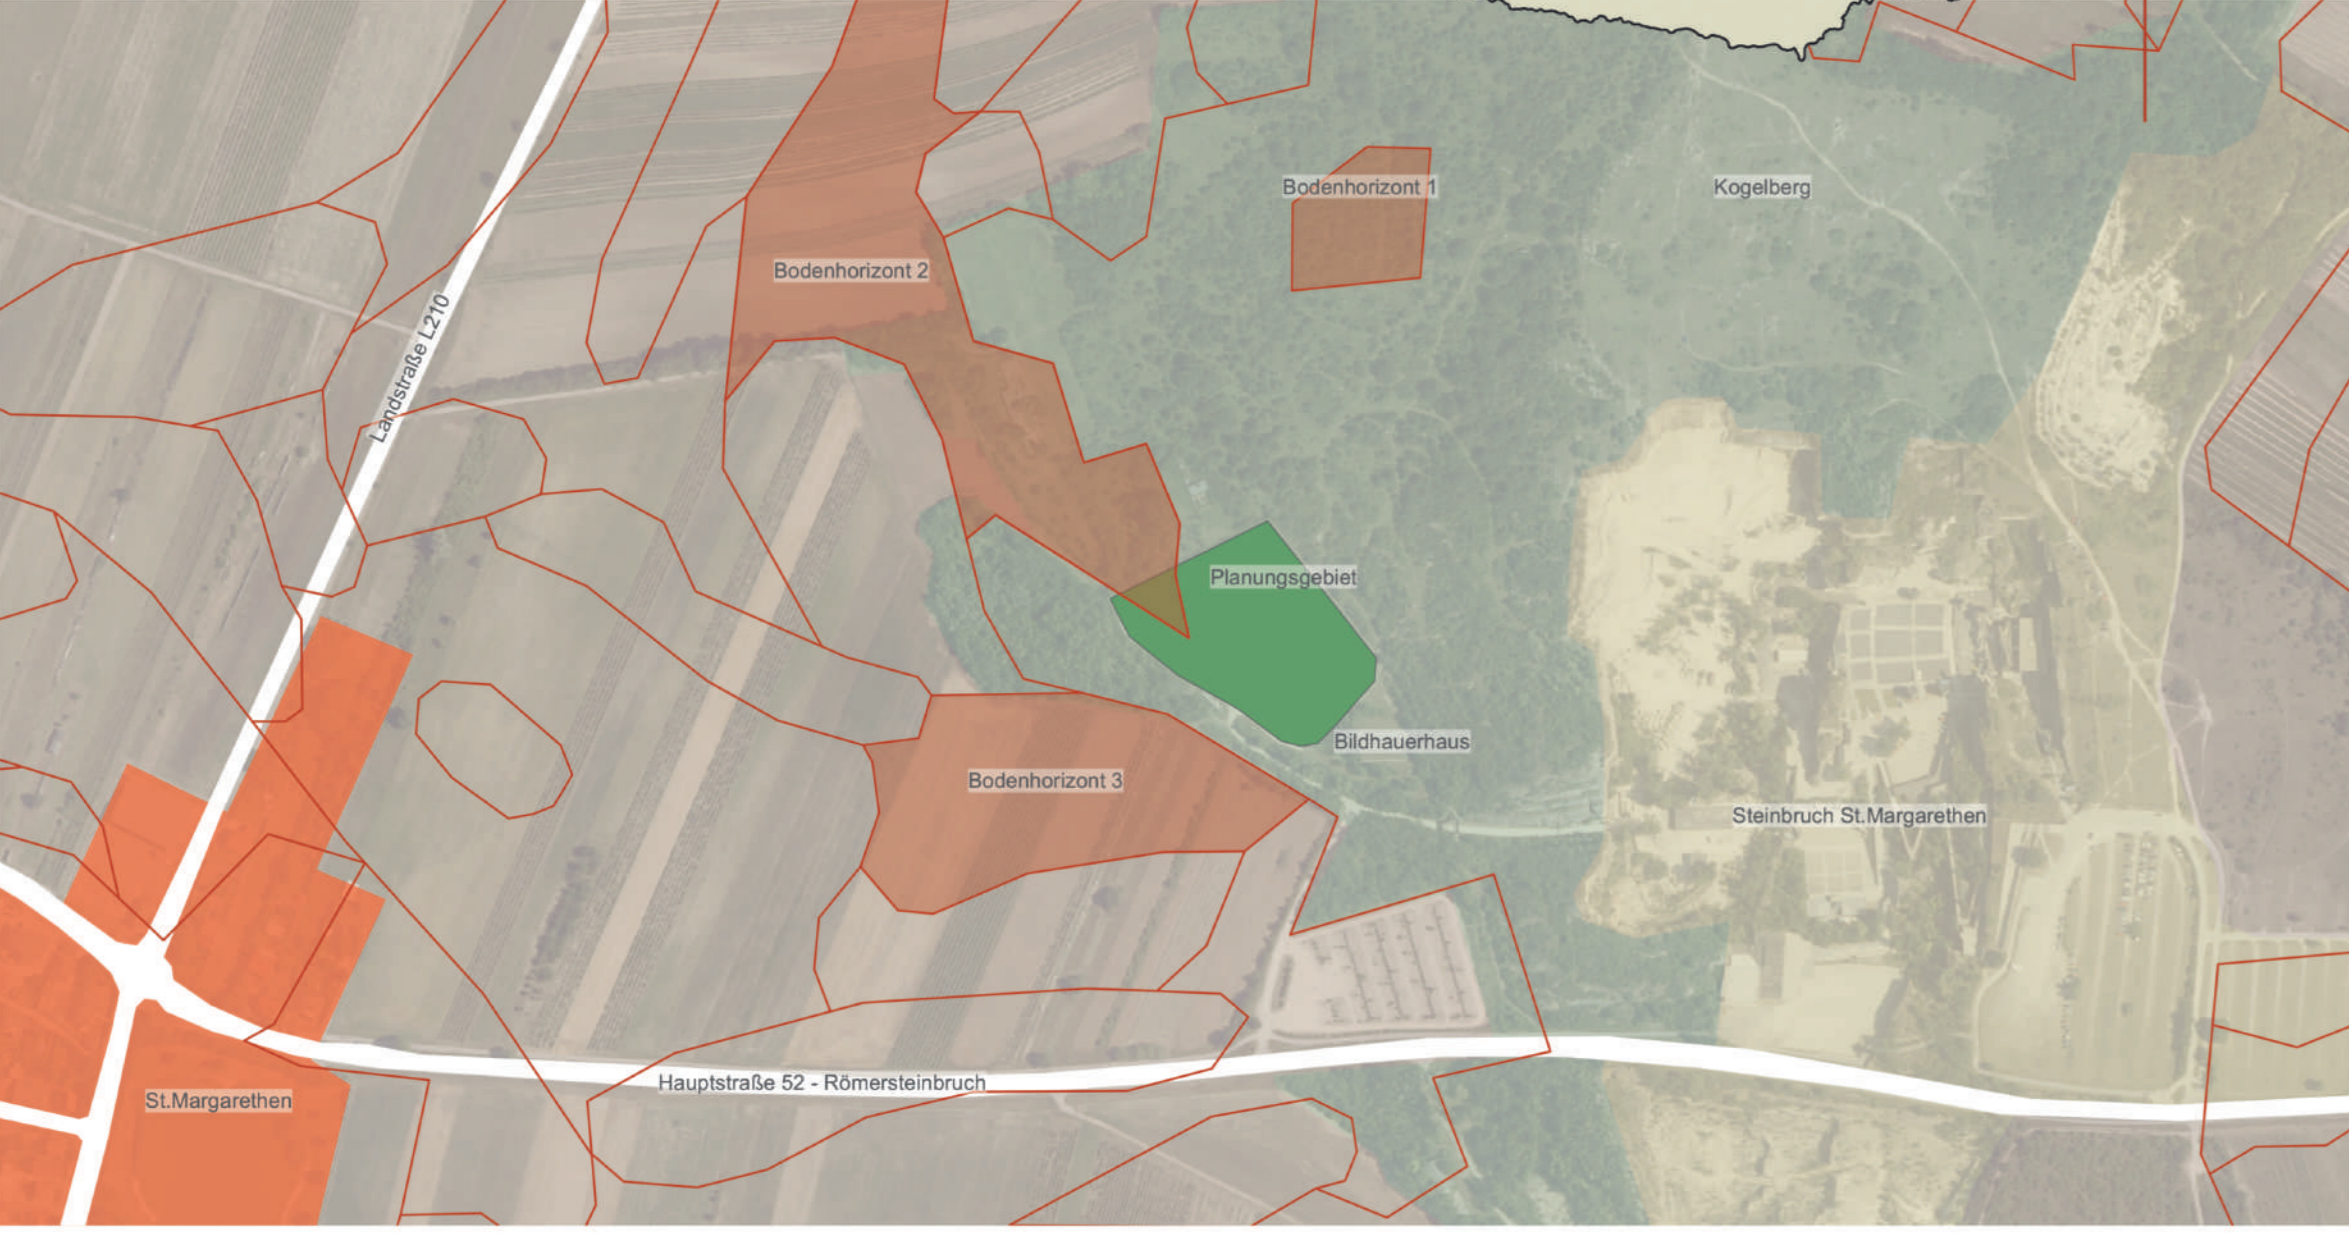 Bodenhorizont 1
Kogelberg
Bodenhorizont 2
Landstraße L210
Planungsgebiet
Bildhauerhaus
Bodenhorizont 3
Steinbruch St.Margarethen
Hauptstraße 52 - Römersteinbruch
St.Margarethen